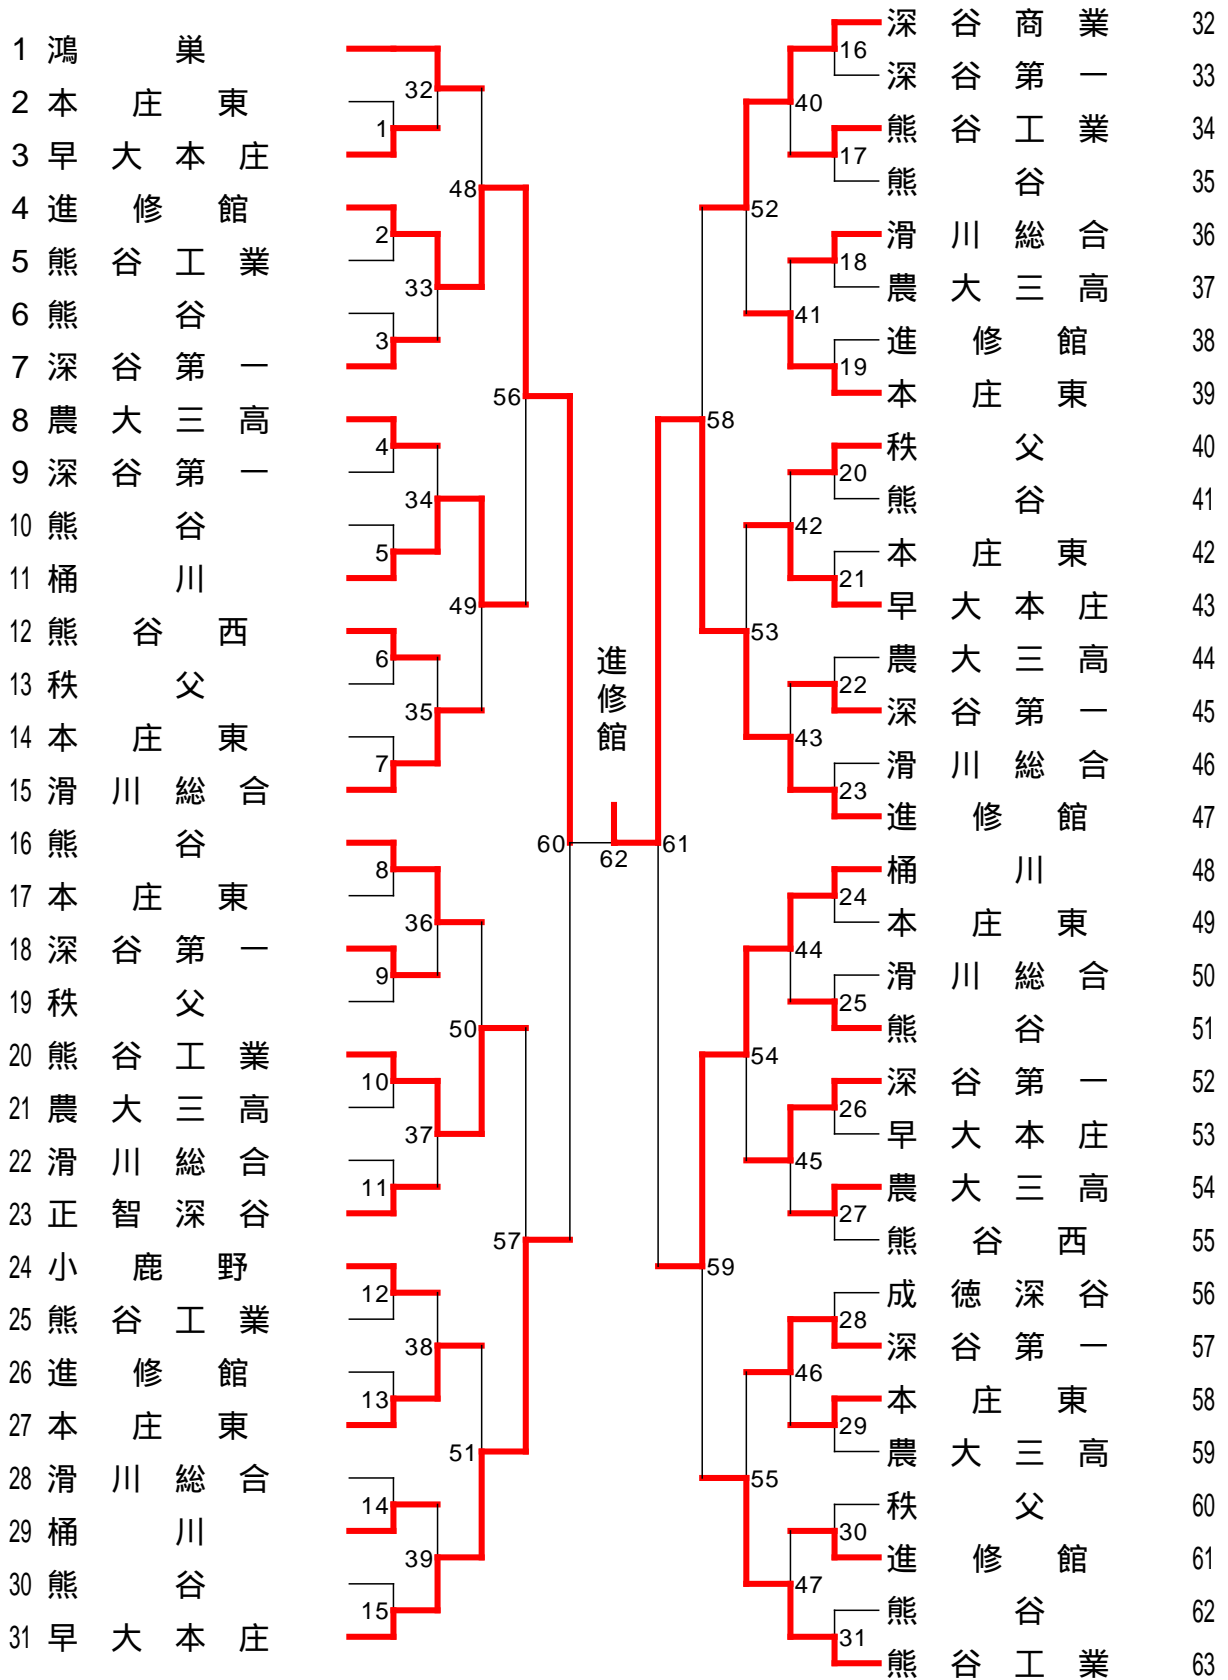 1 鴻巣
2 本庄東
3 早大本庄
4 進修館
5 熊谷工業
6 熊谷
7 深谷第一
8 農大三高
9 深谷第一
10 熊谷
11 桶川
12 熊谷西
13 秩父
14 本庄東
15 滑川総合
16 熊谷
17 本庄東
18 深谷第一
19 秩父
20 熊谷工業
21 農大三高
22 滑川総合
23 正智深谷
24 小鹿野
25 熊谷工業
26 進修館
27 本庄東
28 滑川総合
29 桶川
30 熊谷
31 早大本庄
1
2
3
4
5
6
7
8
9
10
11
12
13
14
15
32
33
34
35
36
37
38
39
48
49
50
51
56
57
60
進修館
62
61
58
59
52
53
54
55
40
41
42
43
44
45
46
47
16
17
18
19
20
21
22
23
24
25
26
27
28
29
30
31
深谷商業 32
深谷第一 33
熊谷工業 34
熊谷 35
滑川総合 36
農大三高 37
進修館 38
本庄東 39
秩父 40
熊谷 41
本庄東 42
早大本庄 43
農大三高 44
深谷第一 45
滑川総合 46
進修館 47
桶川 48
本庄東 49
滑川総合 50
熊谷 51
深谷第一 52
早大本庄 53
農大三高 54
熊谷西 55
成徳深谷 56
深谷第一 57
本庄東 58
農大三高 59
秩父 60
進修館 61
熊谷 62
熊谷工業 63